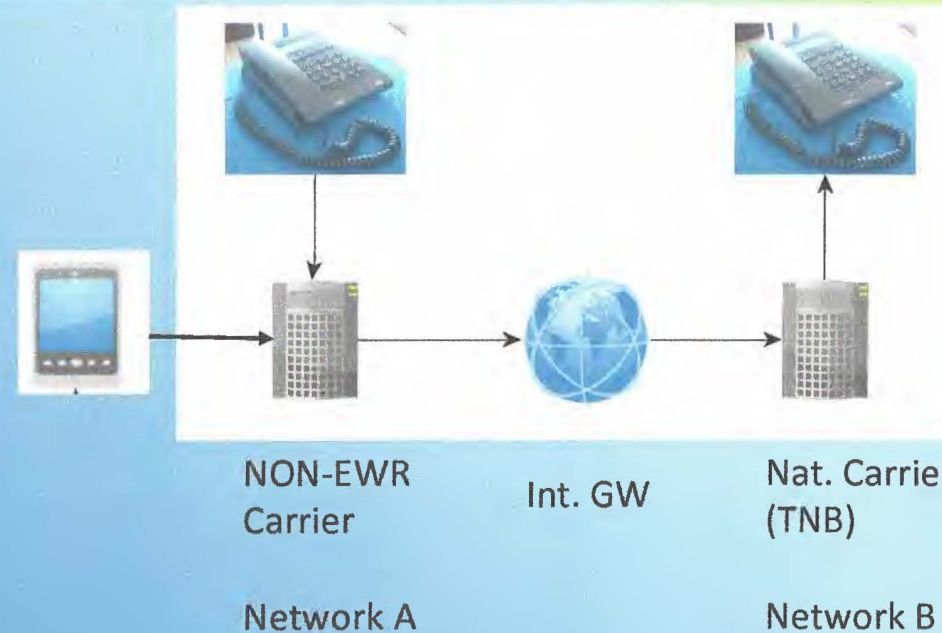 NON-EWR
Carrier
Int. GW
Nat. Carrie
(TNB)
Network A
Network B